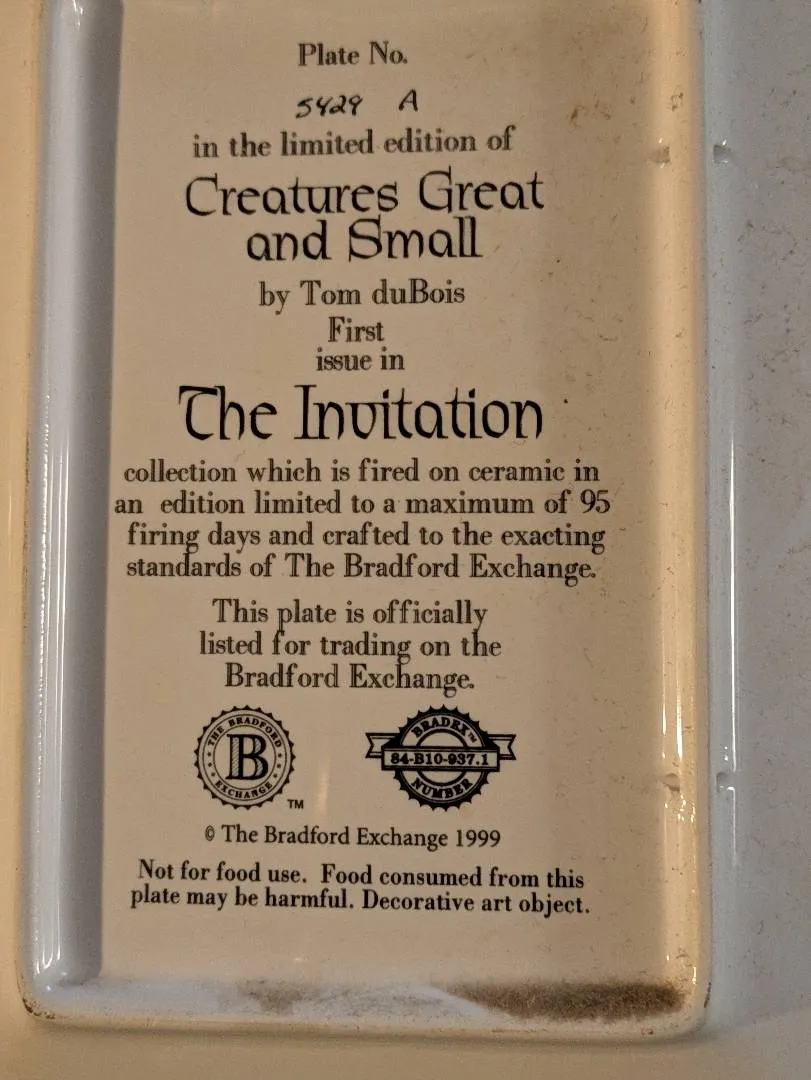 Plate No.
5429 A
in the limited edition of
Creatures Great
and Small
by Tom duBois
First
issue in
The Invitation
collection which is fired on ceramic in
an edition limited to a maximum of 95
firing days and crafted to the exacting
standards of The Bradford Exchange.
This plate is officially
listed for trading on the
Bradford Exchange.
THE BRADFORD
B
EXCHANGE
TM
BRADEX™
84-B10-937.1
NUMBER
© The Bradford Exchange 1999
Not for food use. Food consumed from this
plate may be harmful. Decorative art object.